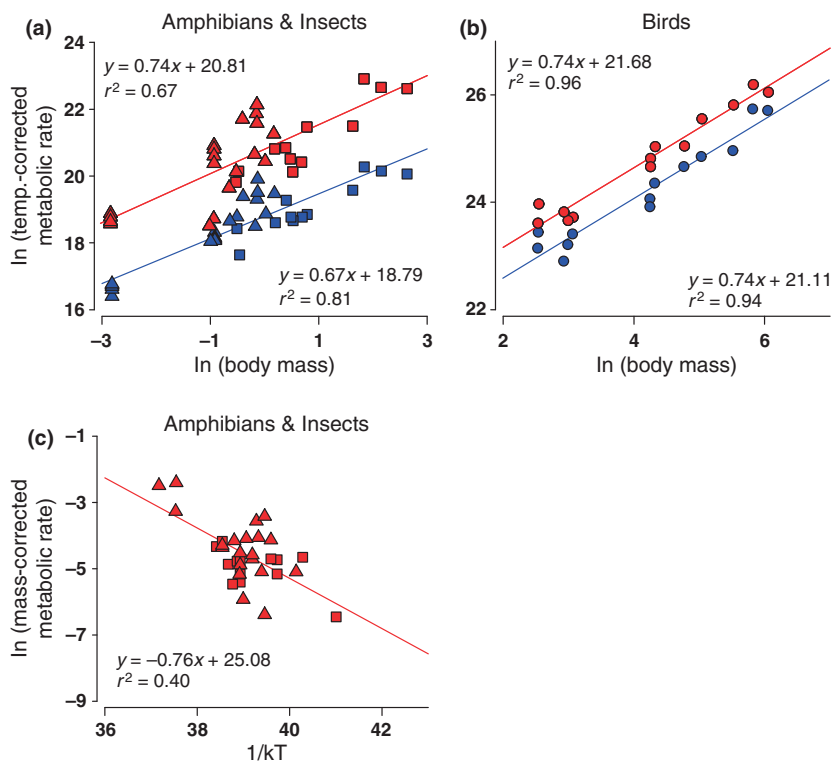 (a)
Amphibians & Insects
y = 0.74x + 20.81
r² = 0.67
y = 0.67x + 18.79
r² = 0.81
24
22
20
18
16
–3
–1
1
3
ln (temp.-corrected
metabolic rate)
ln (body mass)
(b)
Birds
y = 0.74x + 21.68
r² = 0.96
y = 0.74x + 21.11
r² = 0.94
26
24
22
2
4
6
ln (body mass)
(c)
Amphibians & Insects
y = –0.76x + 25.08
r² = 0.40
–1
–3
–5
–7
–9
36
38
40
42
ln (mass-corrected
metabolic rate)
1/kT